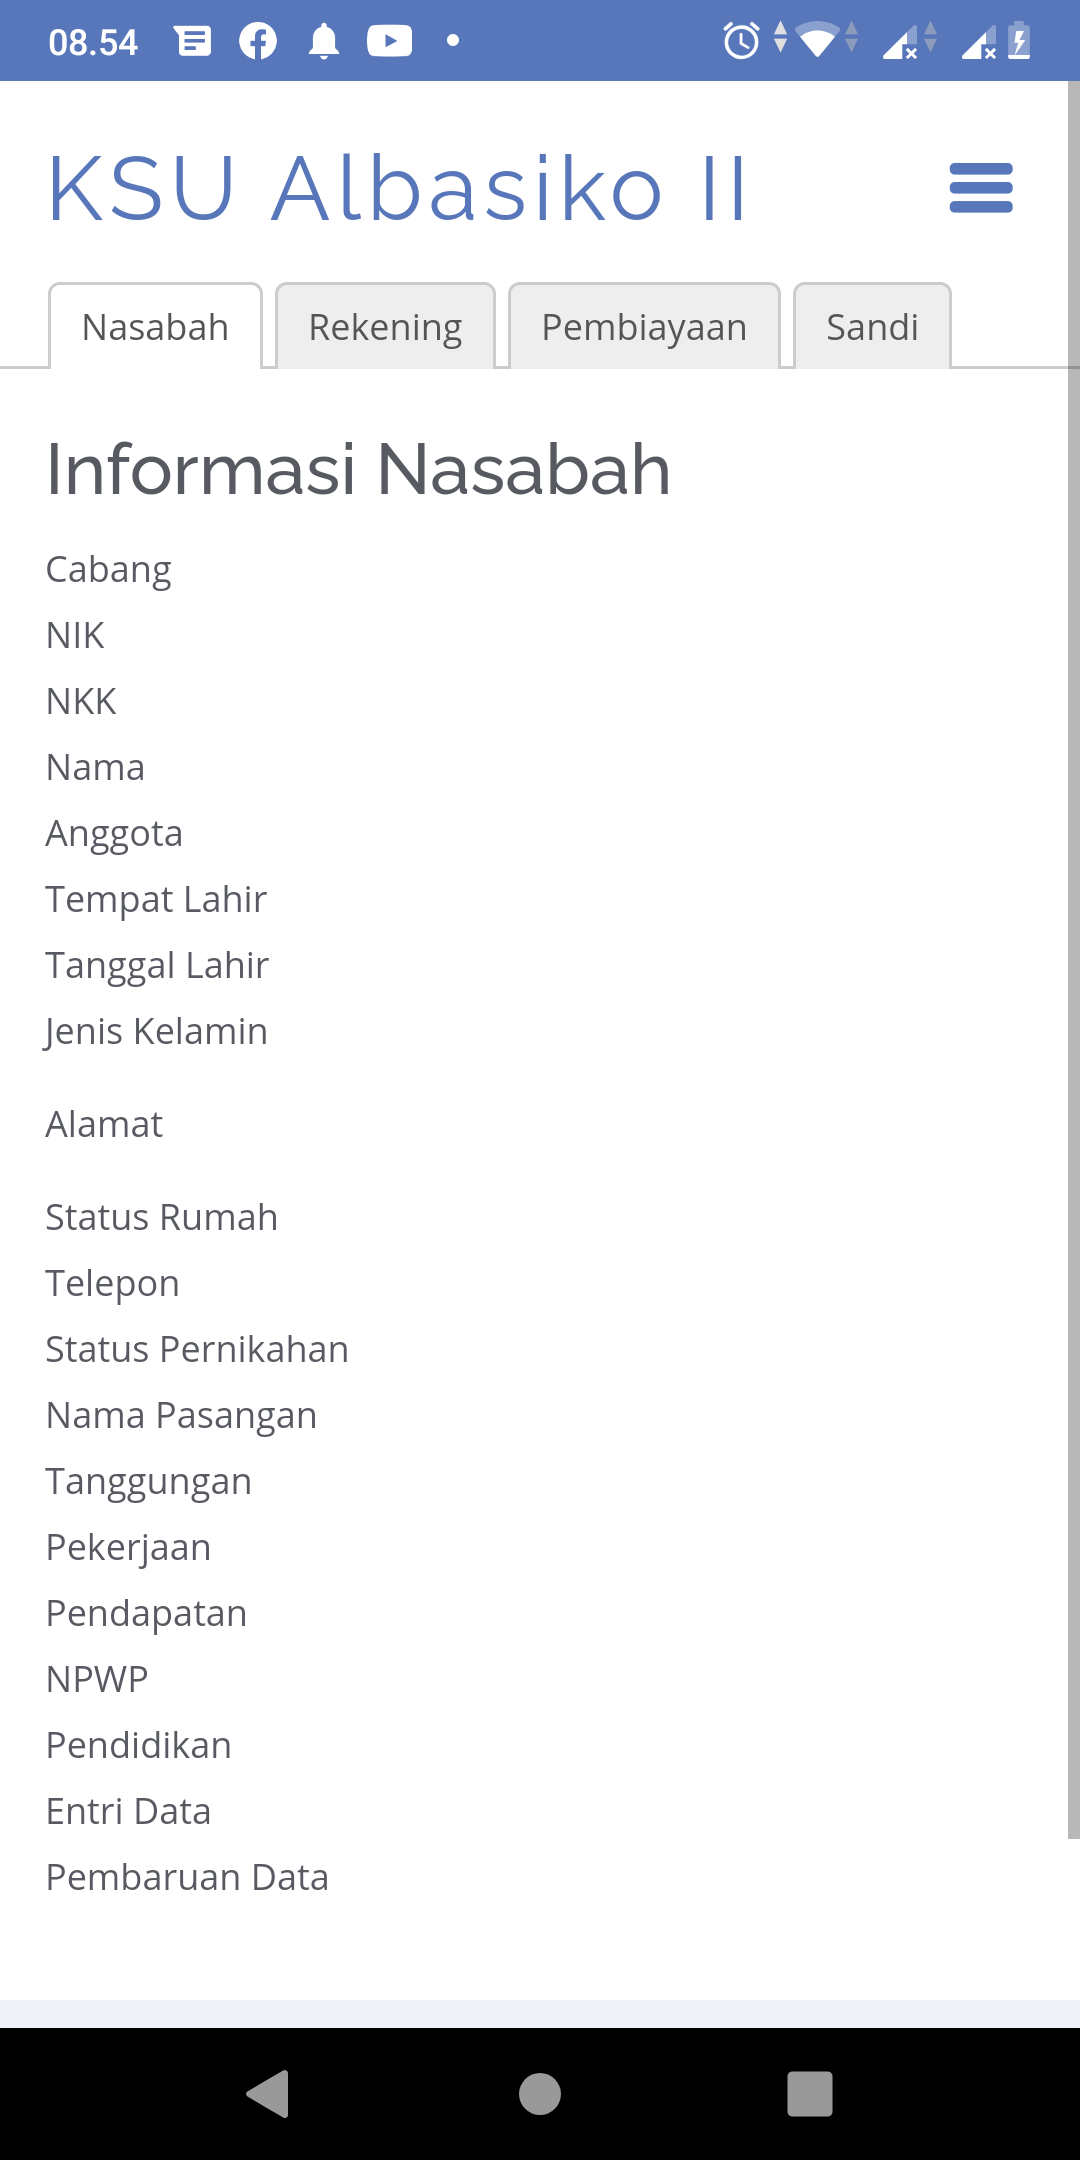 08.54
KSU Albasiko II
Nasabah Rekening Pembiayaan Sandi
Informasi Nasabah
Cabang
NIK
NKK
Nama
Anggota
Tempat Lahir
Tanggal Lahir
Jenis Kelamin
Alamat
Status Rumah
Telepon
Status Pernikahan
Nama Pasangan
Tanggungan
Pekerjaan
Pendapatan
NPWP
Pendidikan
Entri Data
Pembaruan Data